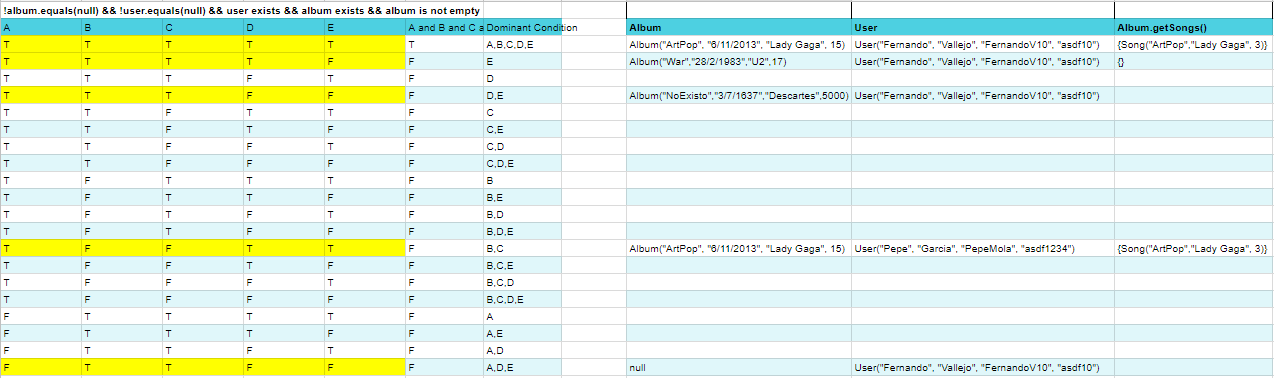 !album.equals(null) && !user.equals(null) && user exists && album exists && album is not empty
A B C D E A and B and C a Dominant Condition Album User Album.getSongs()
T T T T T T A,B,C,D,E Album("ArtPop", "6/11/2013", "Lady Gaga", 15) User("Fernando", "Vallejo", "FernandoV10", "asdf10") {Song("ArtPop","Lady Gaga", 3)}
T T T T F F E Album("War","28/2/1983","U2",17) User("Fernando", "Vallejo", "FernandoV10", "asdf10") {}
T T T F T F D
T T T F F F D,E Album("NoExisto","3/7/1637","Descartes",5000) User("Fernando", "Vallejo", "FernandoV10", "asdf10")
T T F T T F C
T T F T F F C,E
T T F F T F C,D
T T F F F F C,D,E
T F T T T F B
T F T T F F B,E
T F T F T F B,D
T F T F F F B,D,E
T F F T T F B,C Album("ArtPop", "6/11/2013", "Lady Gaga", 15) User("Pepe", "Garcia", "PepeMola", "asdf1234") {Song("ArtPop","Lady Gaga", 3)}
T F F T F F B,C,E
T F F F T F B,C,D
T F F F F F B,C,D,E
F T T T T F A
F T T T F F A,E
F T T F T F A,D
F T T F F F A,D,E null User("Fernando", "Vallejo", "FernandoV10", "asdf10")